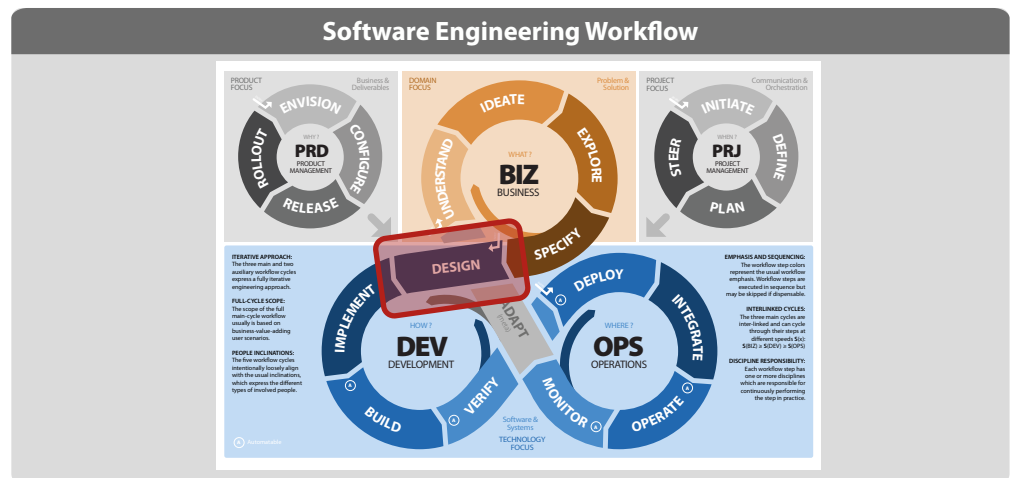 Software Engineering Workflow
PRODUCT
FOCUS
Business &
Deliverables
ENVISION
CONFIGURE
RELEASE
ROLLOUT
WHY ?
PRD
PRODUCT
MANAGEMENT
DOMAIN
FOCUS
Problem &
Solution
UNDERSTAND
IDEATE
EXPLORE
SPECIFY
WHAT ?
BIZ
BUSINESS
PROJECT
FOCUS
Communication &
Orchestration
INITIATE
DEFINE
PLAN
STEER
WHEN ?
PRJ
PROJECT
MANAGEMENT
ITERATIVE APPROACH:
The three main and two
auxiliary workflow cycles
express a fully iterative
engineering approach.
FULL-CYCLE SCOPE:
The scope of the full
main-cycle workflow
usually is based on
business-value-adding
user scenarios.
PEOPLE INCLINATIONS:
The five workflow cycles
intentionally loosely align
with the usual inclinations,
which express the different
types of involved people.
A Automatable
DESIGN
IMPLEMENT
A
BUILD
A
VERIFY
HOW ?
DEV
DEVELOPMENT
ADAPT
A
DEPLOY
INTEGRATE
A
OPERATE
A
MONITOR
WHERE ?
OPS
OPERATIONS
Software &
Systems
TECHNOLOGY
FOCUS
EMPHASIS AND SEQUENCING:
The workflow step colors
represent the usual workflow
emphasis. Workflow steps are
executed in sequence but
may be skipped if dispensable.
INTERLINKED CYCLES:
The three main cycles are
inter-linked and can cycle
through their steps at
different speeds S(x):
S(BIZ) ≥ S(DEV) ≥ S(OPS)
DISCIPLINE RESPONSIBILITY:
Each workflow step has
one or more disciplines
which are responsible for
continuously performing
the step in practice.